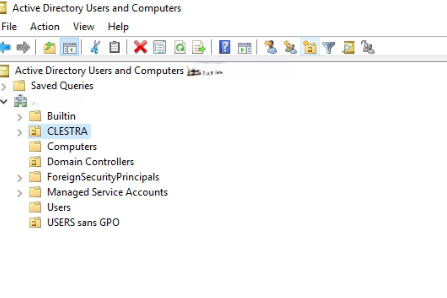 Active Directory Users and Computers
File Action View Help
Active Directory Users and Computers
Saved Queries
Builtin
CLESTRA
Computers
Domain Controllers
ForeignSecurityPrincipals
Managed Service Accounts
Users
USERS sans GPO